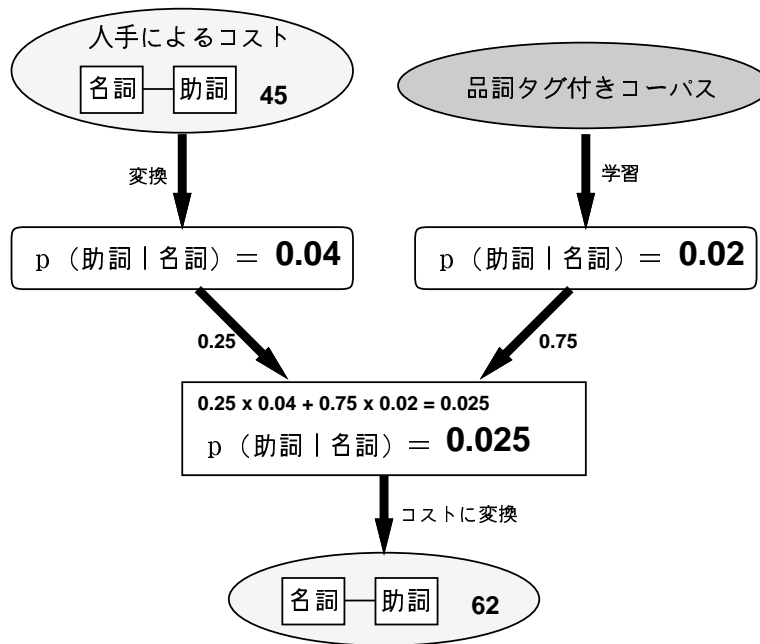 人手によるコスト
名詞 助詞 45
品詞タグ付きコーパス
変換
学習
p (助詞 | 名詞) = 0.04
p (助詞 | 名詞) = 0.02
0.25
0.75
0.25 x 0.04 + 0.75 x 0.02 = 0.025
p (助詞 | 名詞) = 0.025
コストに変換
名詞 助詞 62